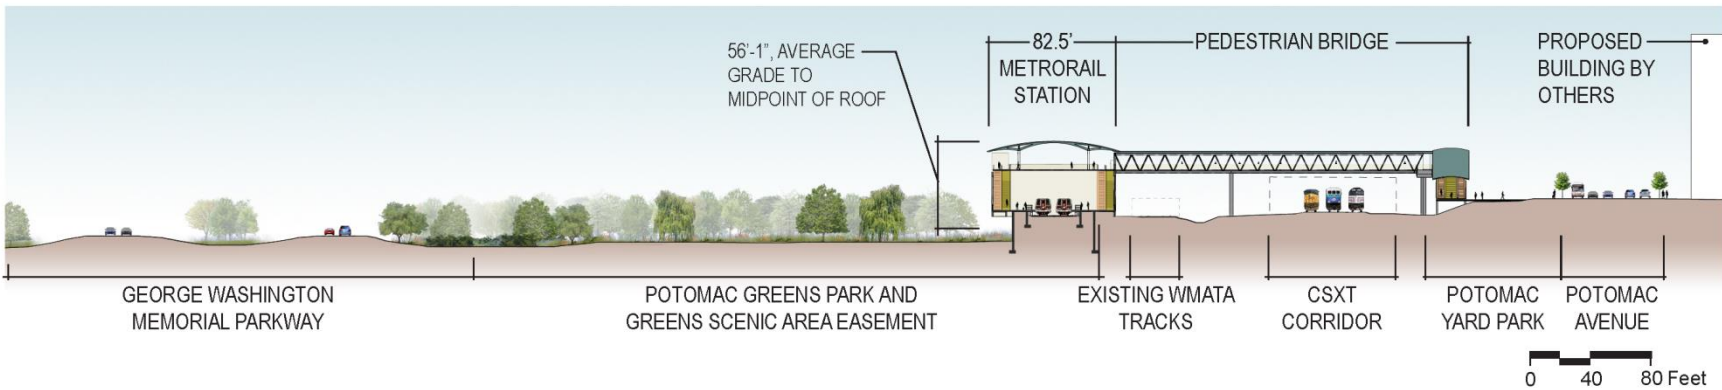 56'-1", AVERAGE
GRADE TO
MIDPOINT OF ROOF
82.5'
METRORAIL
STATION
PEDESTRIAN BRIDGE
PROPOSED
BUILDING BY
OTHERS
GEORGE WASHINGTON
MEMORIAL PARKWAY
POTOMAC GREENS PARK AND
GREENS SCENIC AREA EASEMENT
EXISTING WMATA
TRACKS
CSXT
CORRIDOR
POTOMAC
YARD PARK
POTOMAC
AVENUE
0 40 80 Feet